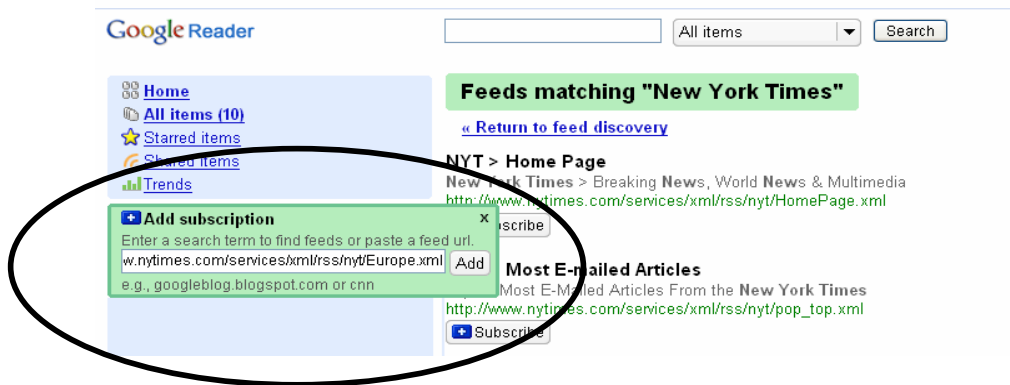 Google Reader
All items
Search
Home
All items (10)
Starred items
Shared items
Trends
Add subscription
x
Enter a search term to find feeds or paste a feed url.
w.nytimes.com/services/xml/rss/nyt/Europe.xml
Add
e.g., googleblog.blogspot.com or cnn
Feeds matching "New York Times"
« Return to feed discovery
NYT > Home Page
New York Times > Breaking News, World News & Multimedia
http://www.nytimes.com/services/xml/rss/nyt/HomePage.xml
scribe
Most E-mailed Articles
Most E-Mailed Articles From the New York Times
http://www.nytimes.com/services/xml/rss/nyt/pop_top.xml
Subscribe